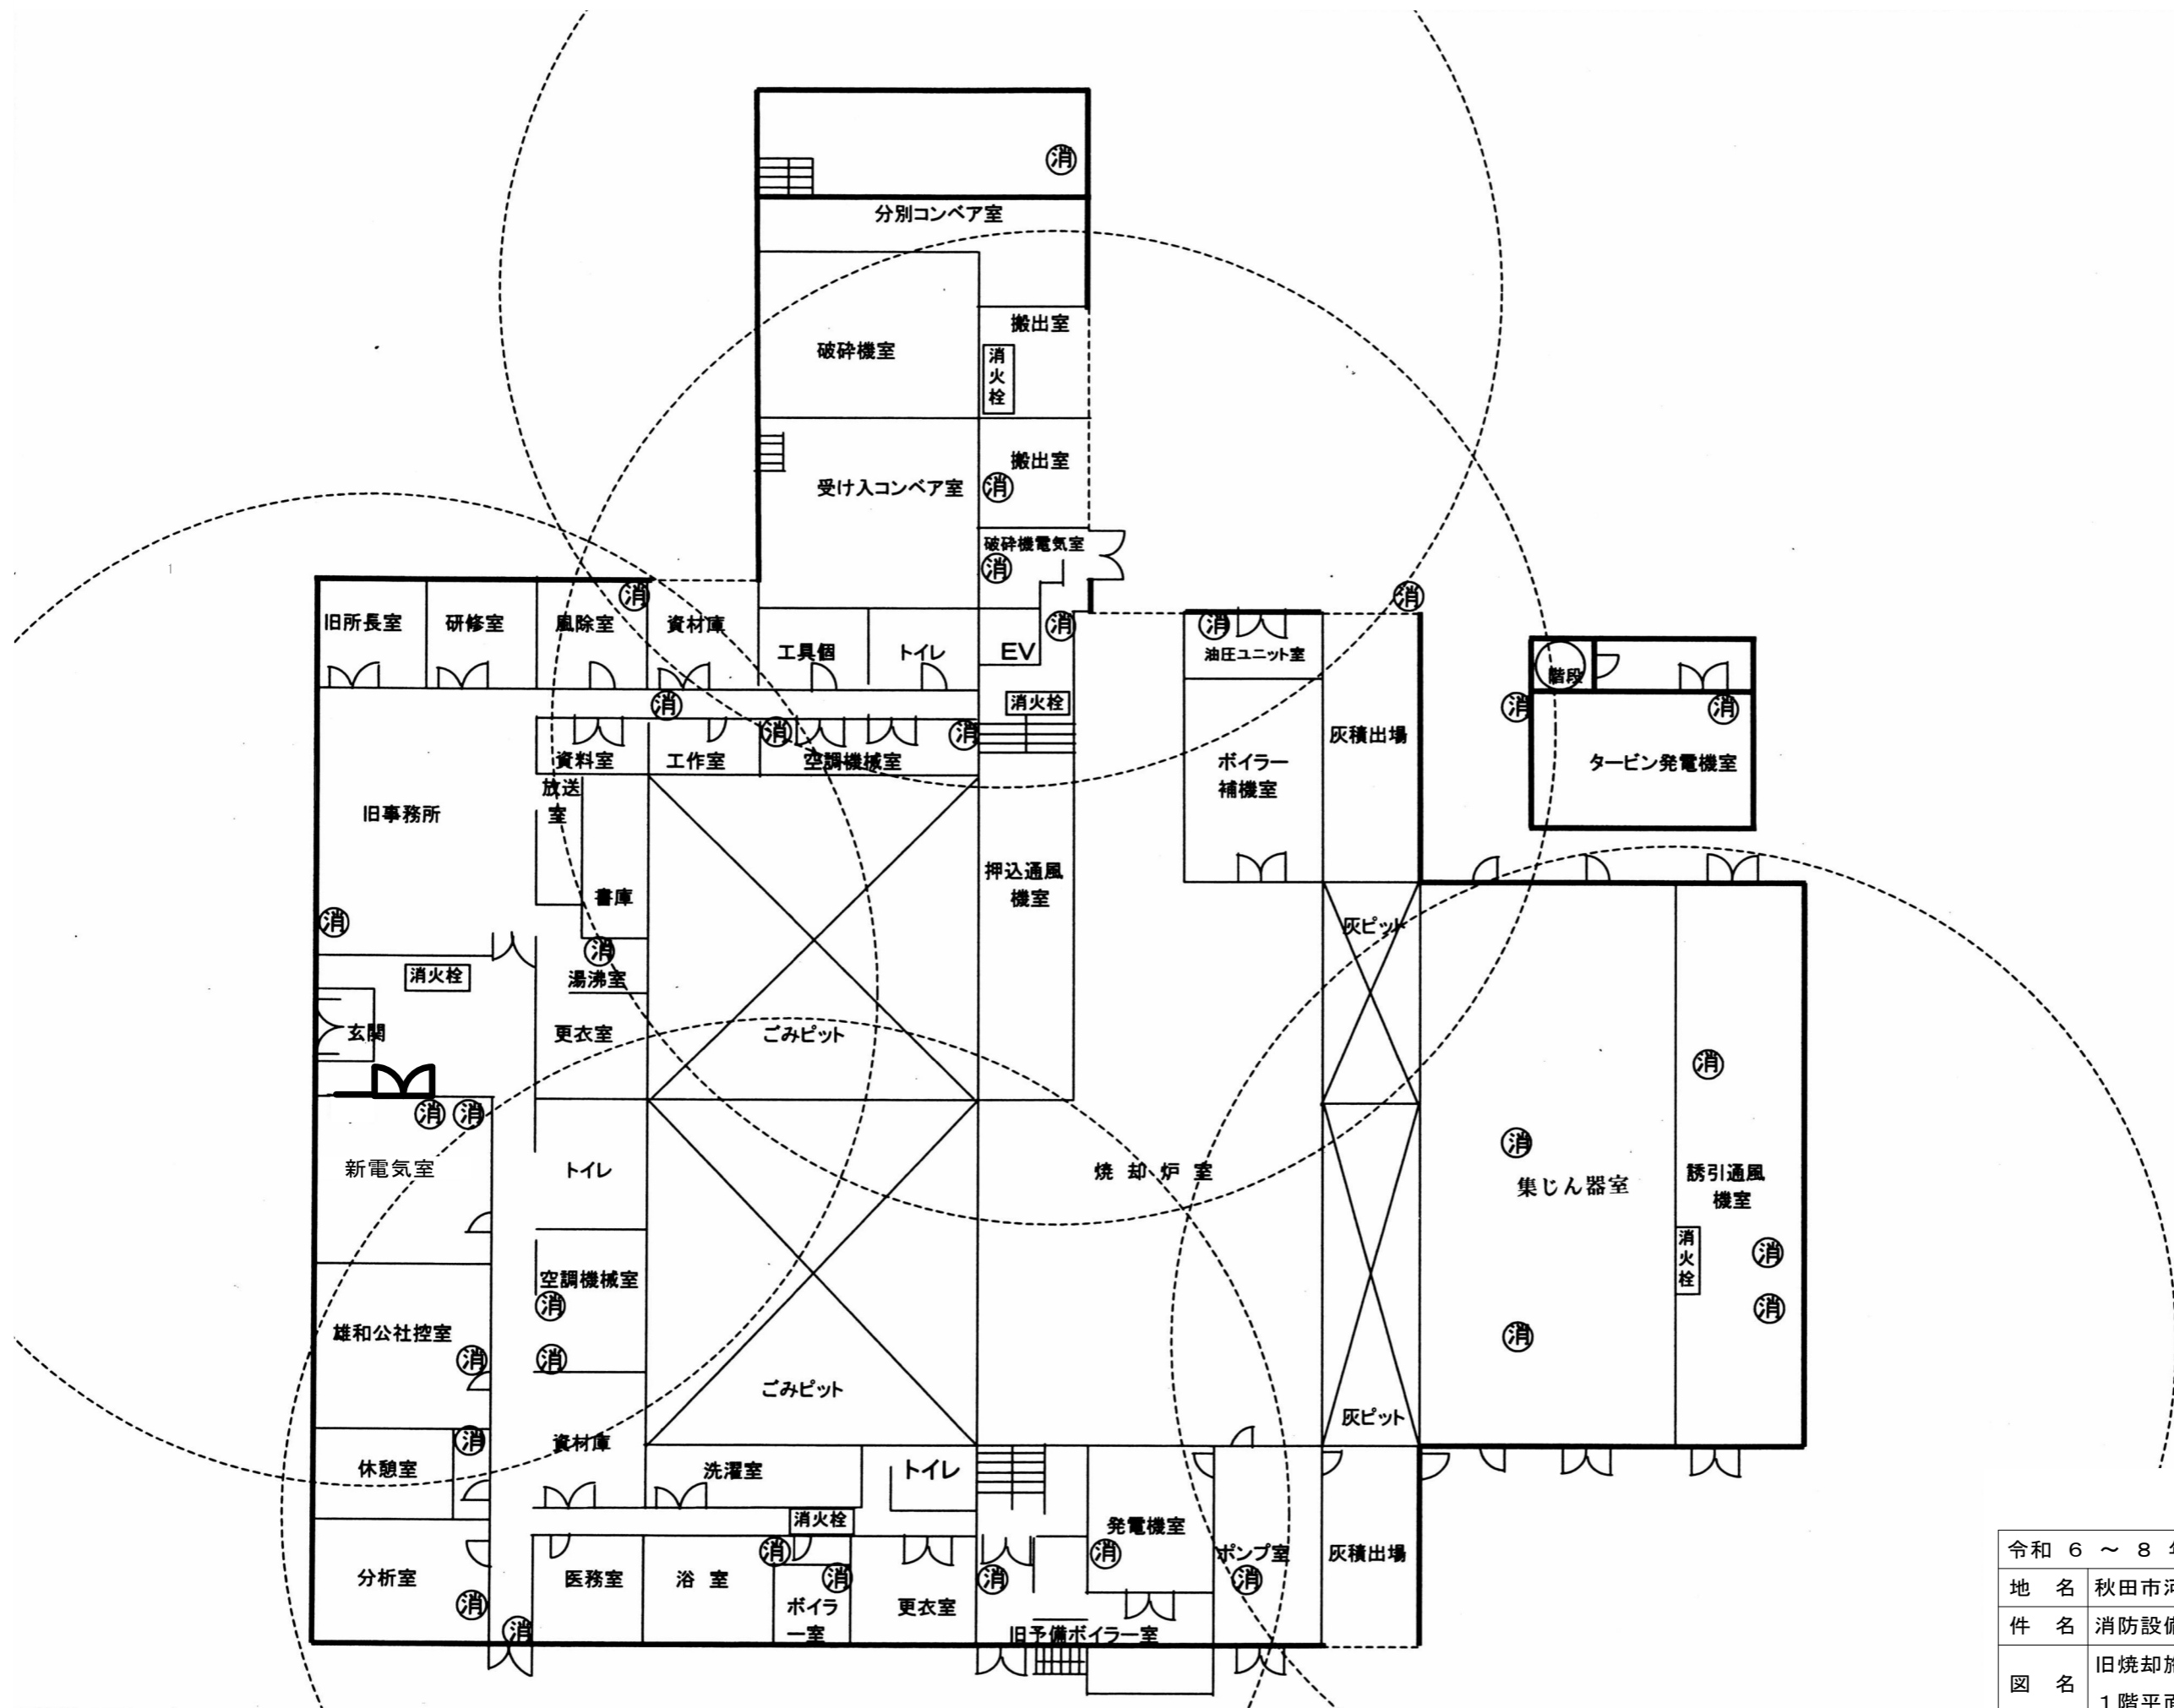 消
分別コンベア室
搬出室
破砕機室
消
火
栓
搬出室
受け入コンベア室
消
破砕機電気室
消
消
消
旧所長室
研修室
風除室
資材庫
消
消
工具個
トイレ
EV
油圧ユニット室
階段
消火栓
消
消
消
消
消
資料室
工作室
空調機械室
ボイラー
補機室
灰積出場
タービン発電機室
放送
室
旧事務所
押込通風
機室
書庫
消
灰ピット
消
消火栓
湯沸室
玄関
更衣室
ごみピット
消
消
消
消
新電気室
トイレ
焼却炉室
集じん器室
誘引通風
機室
消
火
栓
消
空調機械室
消
消
雄和公社控室
消
消
消
ごみピット
灰ピット
消
資材庫
休憩室
洗濯室
トイレ
消火栓
発電機室
消
消
ポンプ室
灰積出場
分析室
医務室
浴室
消
消
消
消
ボイラ
ー室
更衣室
消
旧予備ボイラー室
令和 6 ～ 8
地名 秋田市河
件名 消防設備
図名 旧焼却施
1階平面